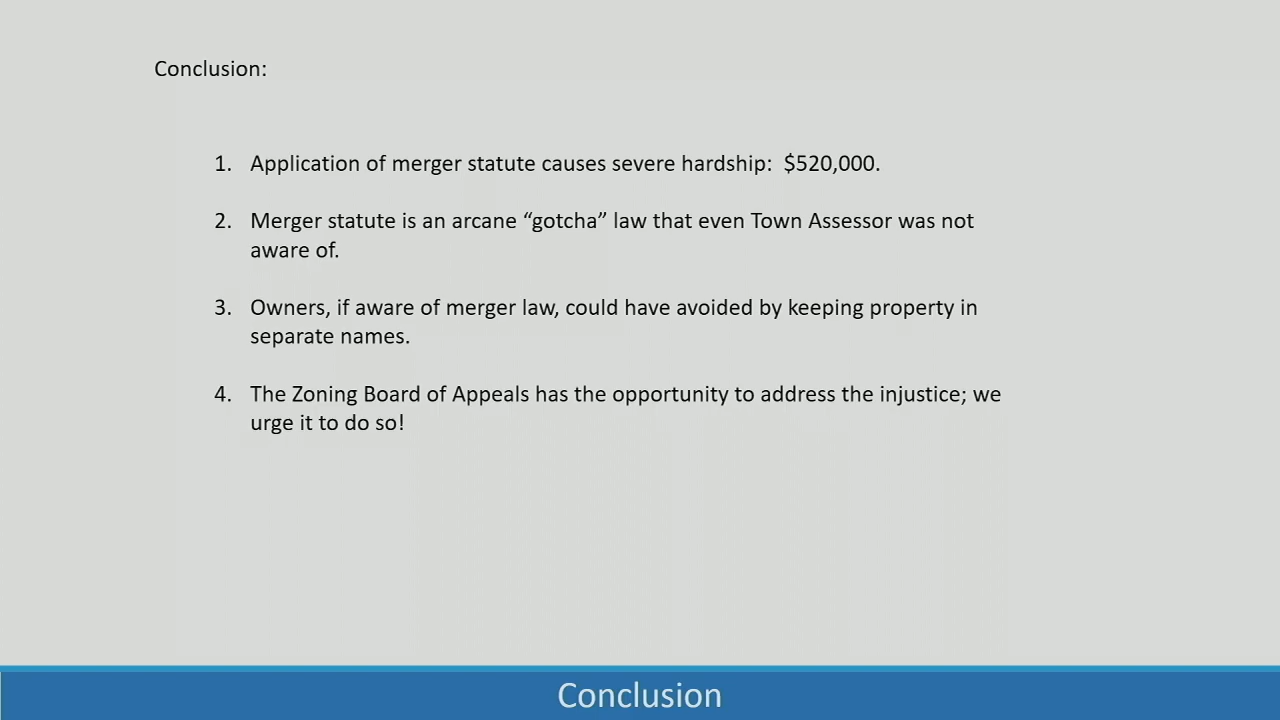 Conclusion:
1. Application of merger statute causes severe hardship:  $520,000.
2. Merger statute is an arcane “gotcha” law that even Town Assessor was not
aware of.
3. Owners, if aware of merger law, could have avoided by keeping property in
separate names.
4. The Zoning Board of Appeals has the opportunity to address the injustice; we
urge it to do so!
Conclusion